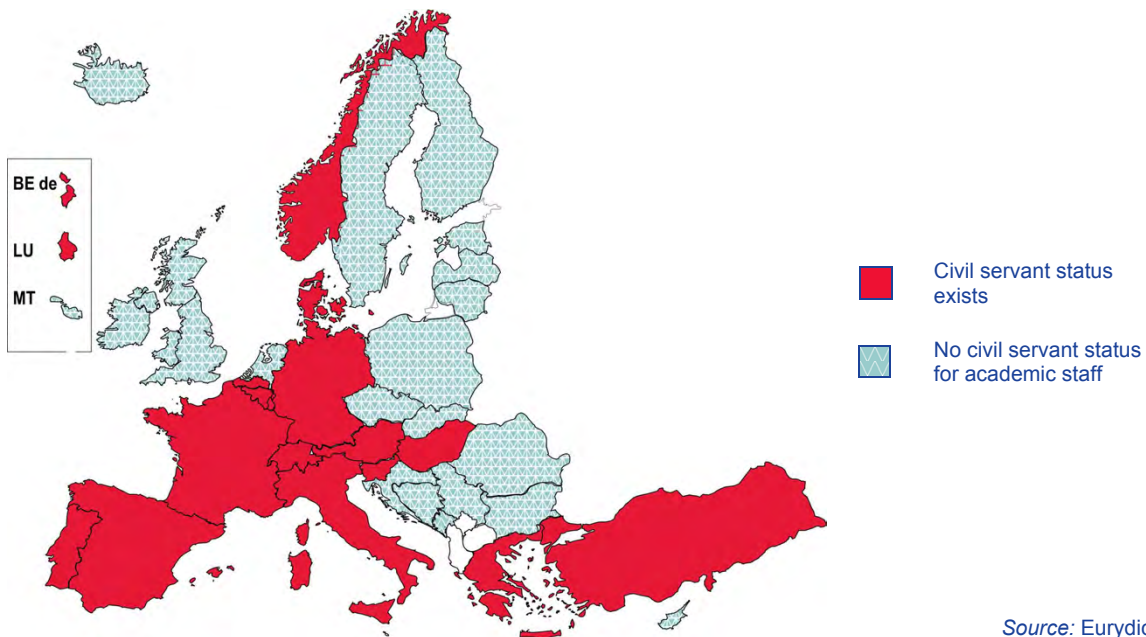 BE de
LU
MT
Civil servant status
exists
No civil servant status
for academic staff
Source: Eurydic